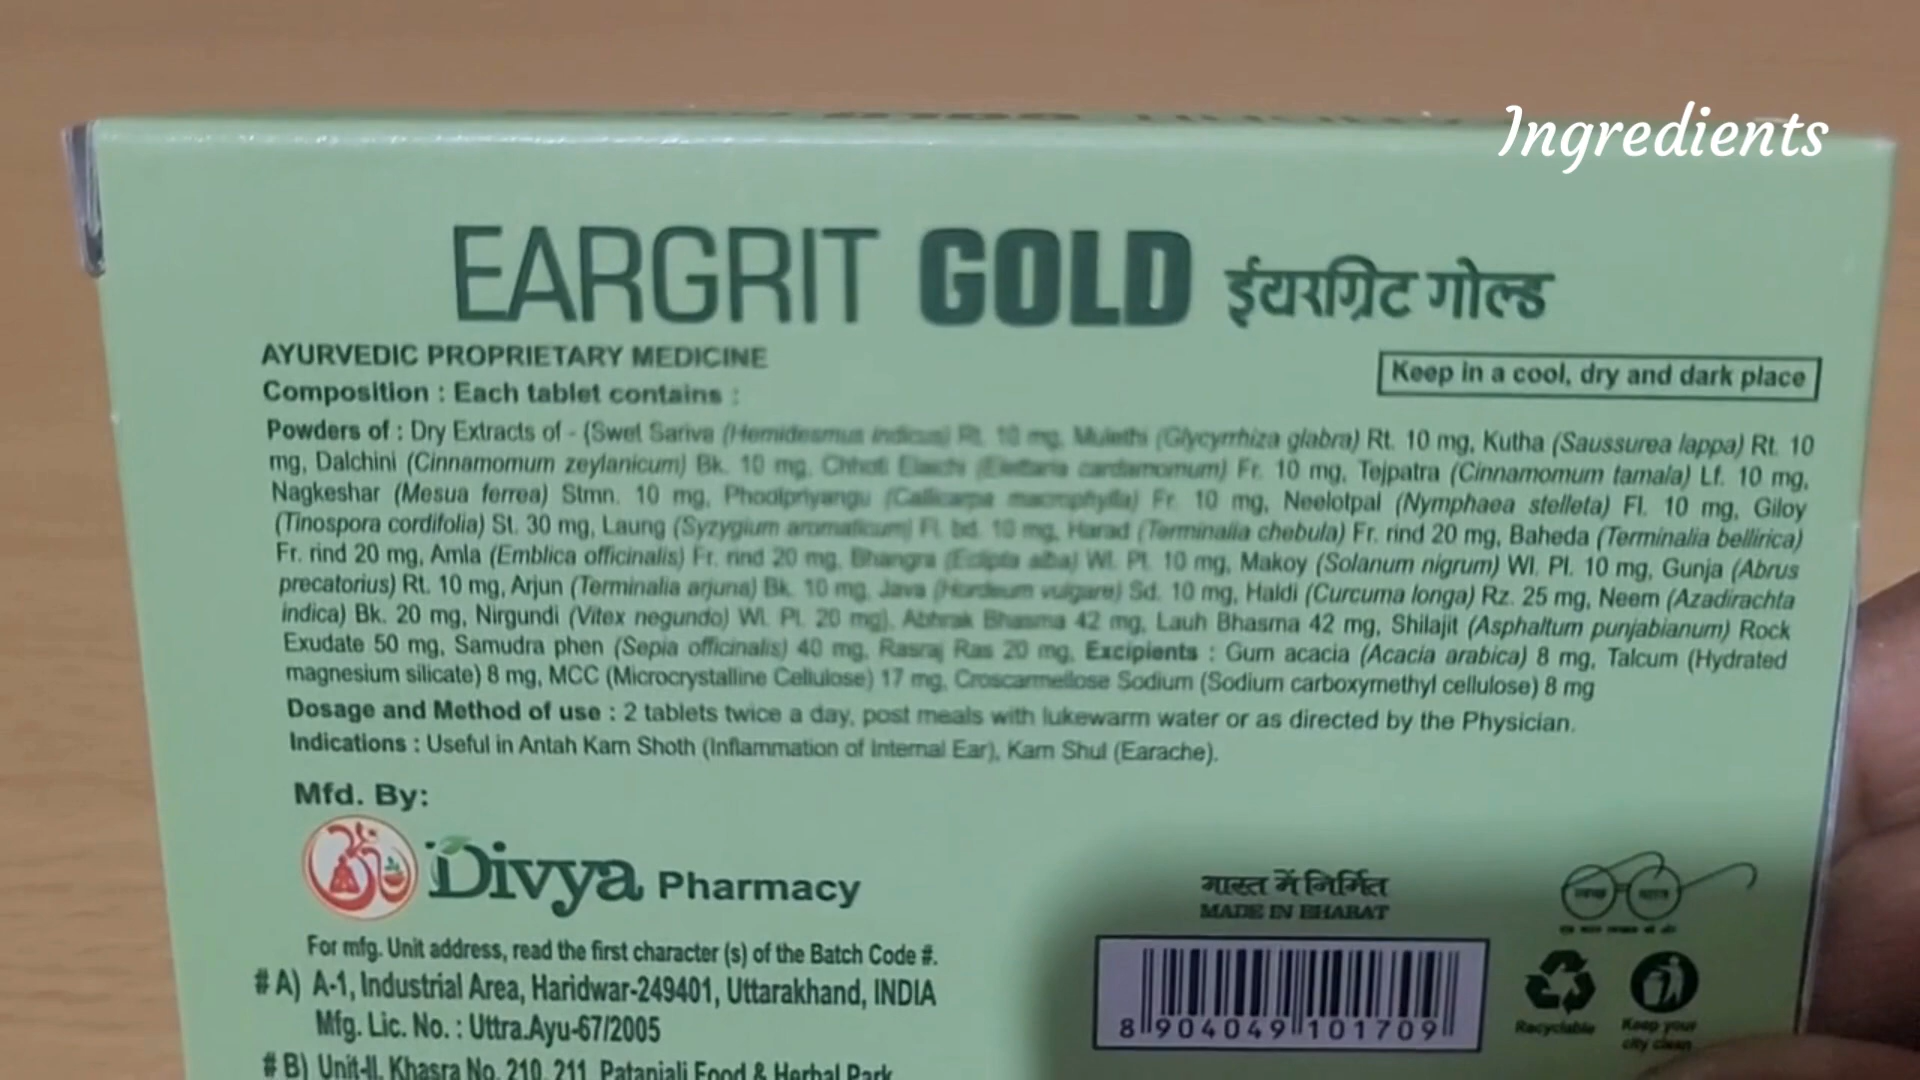 Ingredients
EARGRIT GOLD ईयरग्रिट गोल्ड
AYURVEDIC PROPRIETARY MEDICINE
Keep in a cool, dry and dark place
Composition : Each tablet contains :
Powders of : Dry Extracts of - (Swet Sariva (Hemidesmus indicus) Rt. 10 mg, Mulethi (Glycyrrhiza glabra) Rt. 10 mg, Kutha (Saussurea lappa) Rt. 10
mg, Dalchini (Cinnamomum zeylanicum) Bk. 10 mg, Chhoti Elaichi (Elettaria cardamomum) Fr. 10 mg, Tejpatra (Cinnamomum tamala) Lf. 10 mg,
Nagkeshar (Mesua ferrea) Stmn. 10 mg, Phoolpriyangu (Callicarpa macrophylla) Fr. 10 mg, Neelotpal (Nymphaea stelleta) Fl. 10 mg, Giloy
(Tinospora cordifolia) St. 30 mg, Laung (Syzygium aromaticum) Fl. bd. 10 mg, Harad (Terminalia chebula) Fr. rind 20 mg, Baheda (Terminalia bellirica)
Fr. rind 20 mg, Amla (Emblica officinalis) Fr. rind 20 mg, Bhangra (Eclipta alba) Wl. Pl. 10 mg, Makoy (Solanum nigrum) Wl. Pl. 10 mg, Gunja (Abrus
precatorius) Rt. 10 mg, Arjun (Terminalia arjuna) Bk. 10 mg, Java (Hordeum vulgare) Sd. 10 mg, Haldi (Curcuma longa) Rz. 25 mg, Neem (Azadirachta
indica) Bk. 20 mg, Nirgundi (Vitex negundo) Wl. Pl. 20 mg), Abhrak Bhasma 42 mg, Lauh Bhasma 42 mg, Shilajit (Asphaltum punjabianum) Rock
Exudate 50 mg, Samudra phen (Sepia officinalis) 40 mg, Rasraj Ras 20 mg, Excipients : Gum acacia (Acacia arabica) 8 mg, Talcum (Hydrated
magnesium silicate) 8 mg, MCC (Microcrystalline Cellulose) 17 mg, Croscarmellose Sodium (Sodium carboxymethyl cellulose) 8 mg
Dosage and Method of use : 2 tablets twice a day, post meals with lukewarm water or as directed by the Physician.
Indications : Useful in Antah Karn Shoth (Inflammation of Internal Ear), Karn Shul (Earache).
Mfd. By:
Divya Pharmacy
For mfg. Unit address, read the first character (s) of the Batch Code #.
# A) A-1, Industrial Area, Haridwar-249401, Uttarakhand, INDIA
Mfg. Lic. No. : Uttra.Ayu-67/2005
# B) Unit-II, Khasra No. 210, 211, Patanjali Food & Herbal Park
भारत में निर्मित
MADE IN BHARAT
8 904049 101709
Recyclable
Keep your
city clean